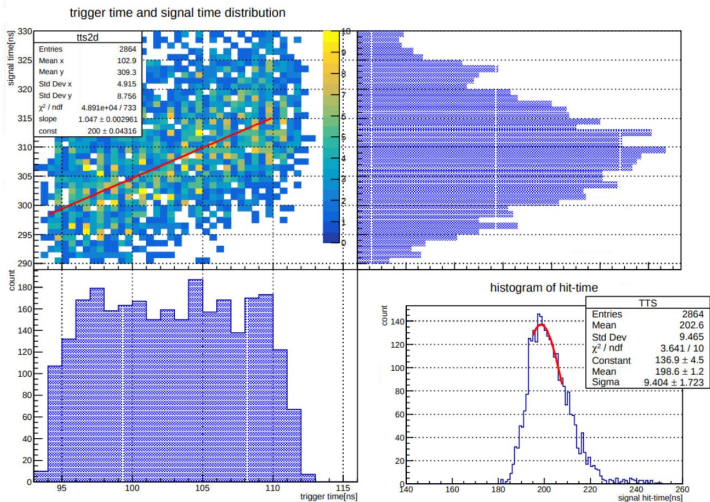 trigger time and signal time distribution
signal time[ns]
330
325
320
315
310
305
300
295
290
tts2d
Entries 2864
Mean x 102.9
Mean y 309.3
Std Dev x 4.915
Std Dev y 8.756
χ² / ndf 4.891e+04 / 733
slope 1.047 ± 0.002961
const 200 ± 0.04316
10
9
8
7
6
5
4
3
2
1
0
count
180
160
140
120
100
80
60
40
20
0
95 100 105 110 115
trigger time[ns]
histogram of hit-time
count
140
120
100
80
60
40
20
0
TTS
Entries 2864
Mean 202.6
Std Dev 9.465
χ² / ndf 3.641 / 10
Constant 136.9 ± 4.5
Mean 198.6 ± 1.2
Sigma 9.404 ± 1.723
140 160 180 200 220 240 260
signal hit-time[ns]